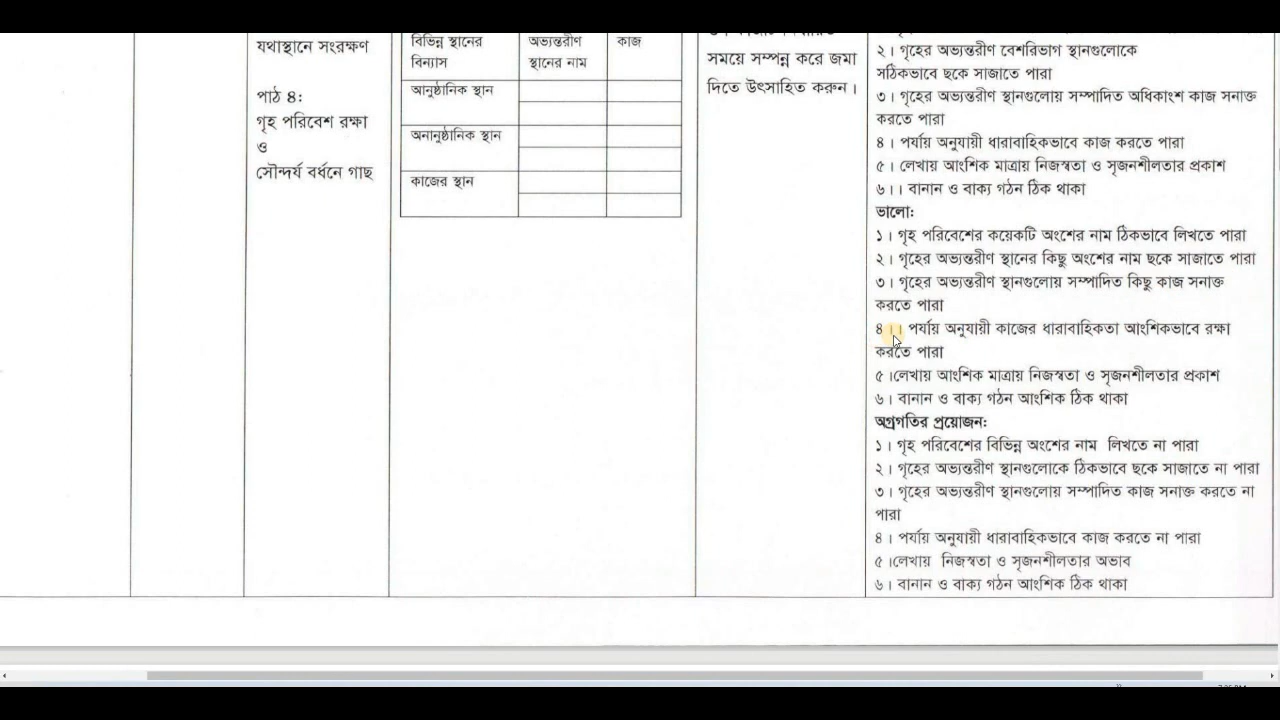 যথাস্থানে সংরক্ষণ
পাঠ ৪:
গৃহ পরিবেশ রক্ষা
ও
সৌন্দর্য বর্ধনে গাছ
বিভিন্ন স্থানের বিন্যাস
অভ্যন্তরীণ স্থানের নাম
কাজ
আনুষ্ঠানিক স্থান
অনানুষ্ঠানিক স্থান
কাজের স্থান
সময়ে সম্পন্ন করে জমা
দিতে উৎসাহিত করুন।
২। গৃহের অভ্যন্তরীণ বেশরিভাগ স্থানগুলোকে
সঠিকভাবে ছকে সাজাতে পারা
৩। গৃহের অভ্যন্তরীণ স্থানগুলোয় সম্পাদিত অধিকাংশ কাজ সনাক্ত
করতে পারা
৪। পর্যায় অনুযায়ী ধারাবাহিকভাবে কাজ করতে পারা
৫। লেখায় আংশিক মাত্রায় নিজস্বতা ও সৃজনশীলতার প্রকাশ
৬।। বানান ও বাক্য গঠন ঠিক থাকা
ভালো:
১। গৃহ পরিবেশের কয়েকটি অংশের নাম ঠিকভাবে লিখতে পারা
২। গৃহের অভ্যন্তরীণ স্থানের কিছু অংশের নাম ছকে সাজাতে পারা
৩। গৃহের অভ্যন্তরীণ স্থানগুলোয় সম্পাদিত কিছু কাজ সনাক্ত
করতে পারা
৪।। পর্যায় অনুযায়ী কাজের ধারাবাহিকতা আংশিকভাবে রক্ষা
করতে পারা
৫।লেখায় আংশিক মাত্রায় নিজস্বতা ও সৃজনশীলতার প্রকাশ
৬। বানান ও বাক্য গঠন আংশিক ঠিক থাকা
অগ্রগতির প্রয়োজন:
১। গৃহ পরিবেশের বিভিন্ন অংশের নাম লিখতে না পারা
২। গৃহের অভ্যন্তরীণ স্থানগুলোকে ঠিকভাবে ছকে সাজাতে না পারা
৩। গৃহের অভ্যন্তরীণ স্থানগুলোয় সম্পাদিত কাজ সনাক্ত করতে না
পারা
৪। পর্যায় অনুযায়ী ধারাবাহিকভাবে কাজ করতে না পারা
৫।লেখায় নিজস্বতা ও সৃজনশীলতার অভাব
৬। বানান ও বাক্য গঠন আংশিক ঠিক থাকা